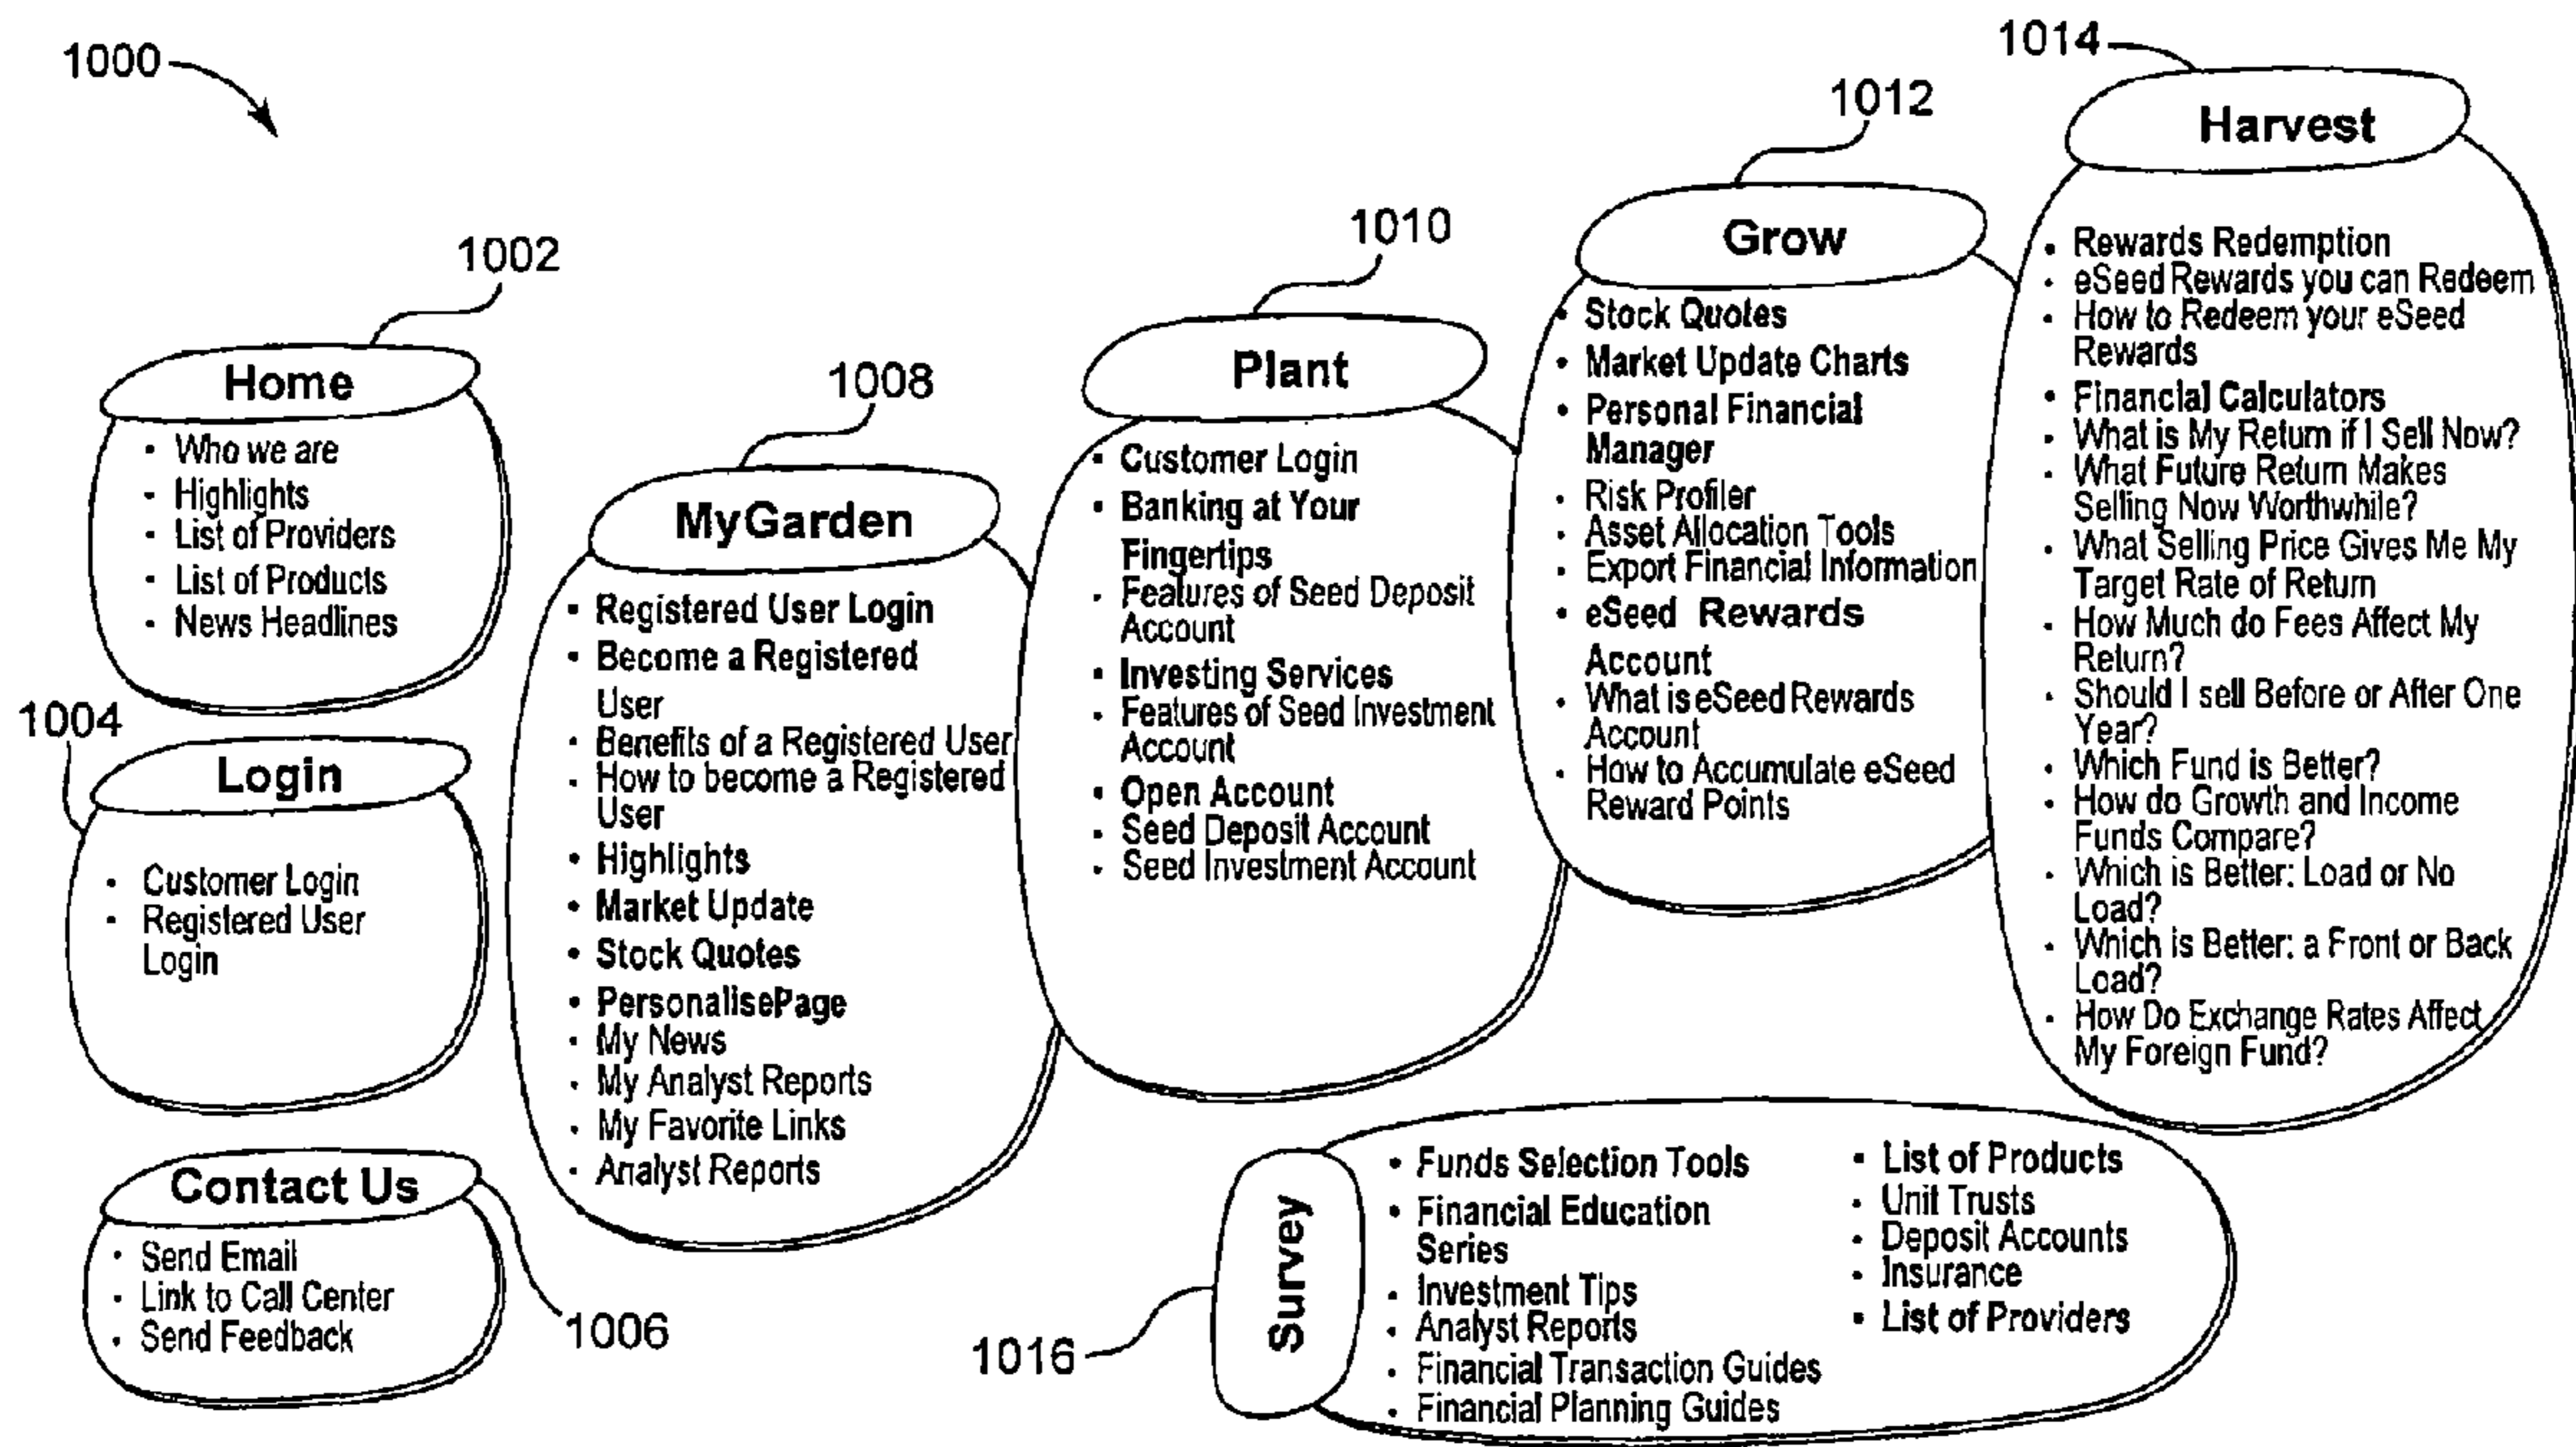 1000
1002
Home
• Who we are
• Highlights
• List of Providers
• List of Products
• News Headlines
1004
Login
• Customer Login
• Registered User
Login
Contact Us
• Send Email
• Link to Call Center
• Send Feedback
1006
1008
MyGarden
• Registered User Login
• Become a Registered
User
• Benefits of a Registered User
• How to become a Registered
User
• Highlights
• Market Update
• Stock Quotes
• PersonalisePage
• My News
• My Analyst Reports
• My Favorite Links
• Analyst Reports
1010
Plant
• Customer Login
• Banking at Your
Fingertips
• Features of Seed Deposit
Account
• Investing Services
• Features of Seed Investment
Account
• Open Account
• Seed Deposit Account
• Seed Investment Account
1012
Grow
• Stock Quotes
• Market Update Charts
• Personal Financial
Manager
• Risk Profiler
• Asset Allocation Tools
• Export Financial Information
• eSeed Rewards
Account
• What is eSeed Rewards
Account
• How to Accumulate eSeed
Reward Points
1014
Harvest
• Rewards Redemption
• eSeed Rewards you can Redeem
• How to Redeem your eSeed
Rewards
• Financial Calculators
• What is My Return if I Sell Now?
• What Future Return Makes
Selling Now Worthwhile?
• What Selling Price Gives Me My
Target Rate of Return
• How Much do Fees Affect My
Return?
• Should I sell Before or After One
Year?
• Which Fund is Better?
• How do Growth and Income
Funds Compare?
• Which is Better: Load or No
Load?
• Which is Better: a Front or Back
Load?
• How Do Exchange Rates Affect
My Foreign Fund?
1016
Survey
• Funds Selection Tools
• Financial Education
Series
• Investment Tips
• Analyst Reports
• Financial Transaction Guides
• Financial Planning Guides
• List of Products
• Unit Trusts
• Deposit Accounts
• Insurance
• List of Providers